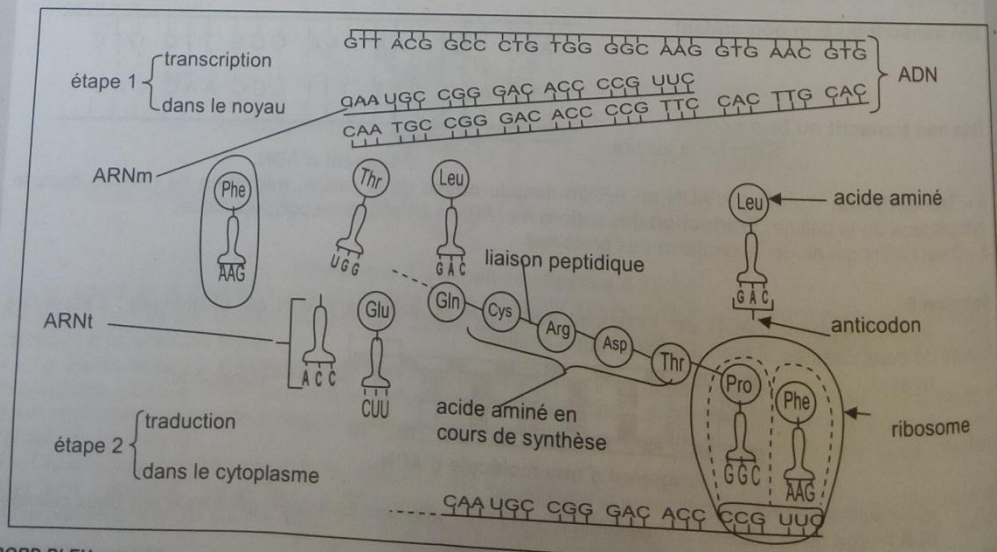 GTT ACG GCC CTG TGG GGC AAG GTG AAC GTG
ADN
étape 1
transcription
dans le noyau
CAA UGC CGG GAC ACC CCG UUC
CAA TGC CGG GAC ACC CCG TTC CAC TTG CAC
ARNm
Phe
AAG
Thr
UGG
Leu
GAC
Leu
acide aminé
GAC
anticodon
liaison peptidique
Gln
Cys
Arg
Asp
Thr
Pro
Phe
ARNt
ACC
Glu
CUU
acide aminé en
cours de synthèse
ribosome
étape 2
traduction
dans le cytoplasme
GGC
AAG
CAA UGC CGG GAC ACC CCG UUC